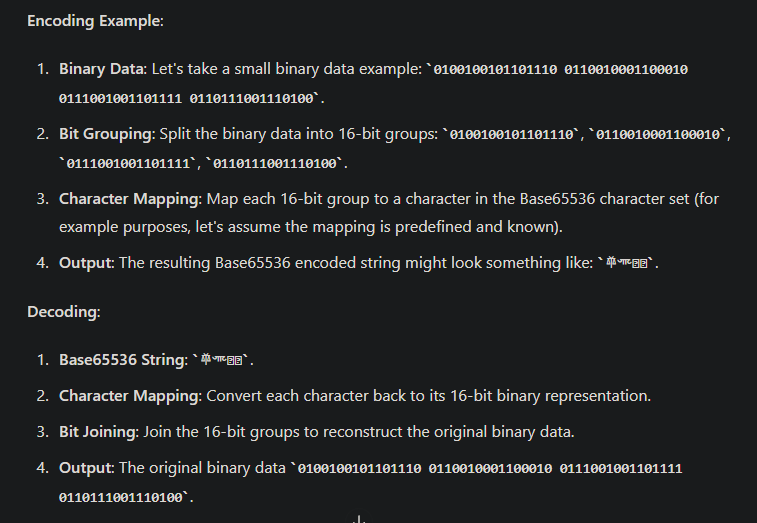 Encoding Example:
1. Binary Data: Let's take a small binary data example: `0100100101101110 0110010001100010
0111001001101111 0110111001110100`.
2. Bit Grouping: Split the binary data into 16-bit groups: `0100100101101110`, `0110010001100010`,
`0111001001101111`, `0110111001110100`.
3. Character Mapping: Map each 16-bit group to a character in the Base65536 character set (for
example purposes, let's assume the mapping is predefined and known).
4. Output: The resulting Base65536 encoded string might look something like: `
`.
Decoding:
1. Base65536 String: `
`.
2. Character Mapping: Convert each character back to its 16-bit binary representation.
3. Bit Joining: Join the 16-bit groups to reconstruct the original binary data.
4. Output: The original binary data `0100100101101110 0110010001100010 0111001001101111
0110111001110100`.